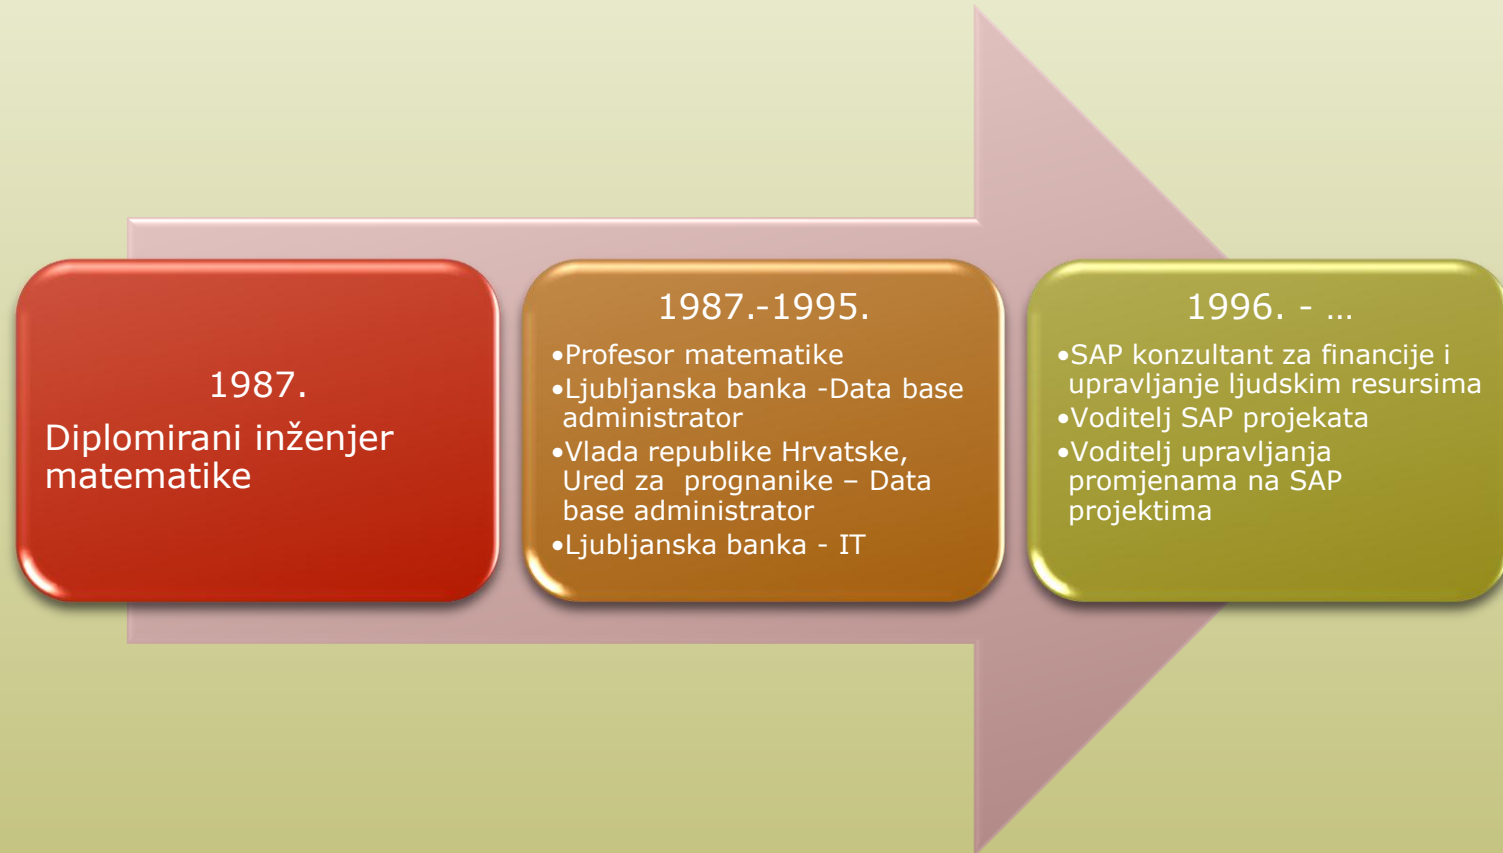 1987.
Diplomirani inženjer
matematike
1987.-1995.
•Profesor matematike
•Ljubljanska banka -Data base
administrator
•Vlada republike Hrvatske,
Ured za  prognanike – Data
base administrator
•Ljubljanska banka - IT
1996. - …
•SAP konzultant za financije i
upravljanje ljudskim resursima
•Voditelj SAP projekata
•Voditelj upravljanja
promjenama na SAP
projektima